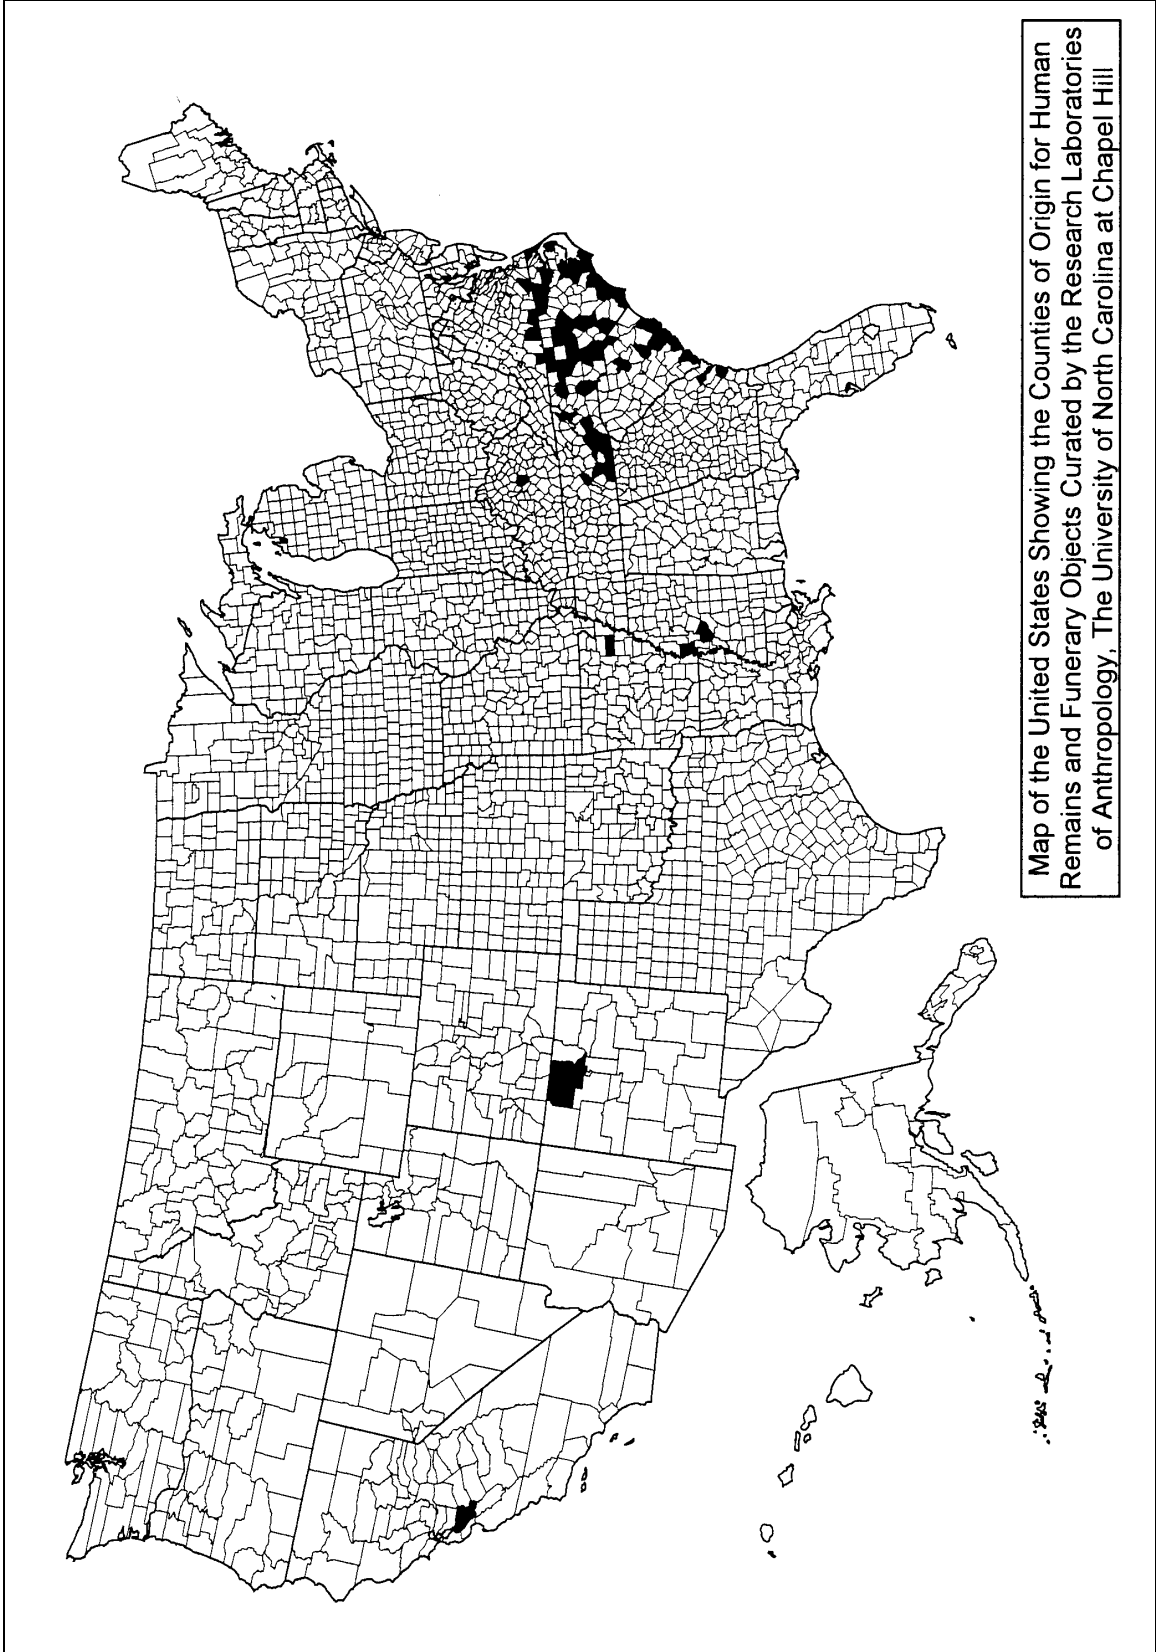 Map of the United States Showing the Counties of Origin for Human
Remains and Funerary Objects Curated by the Research Laboratories
of Anthropology, The University of North Carolina at Chapel Hill